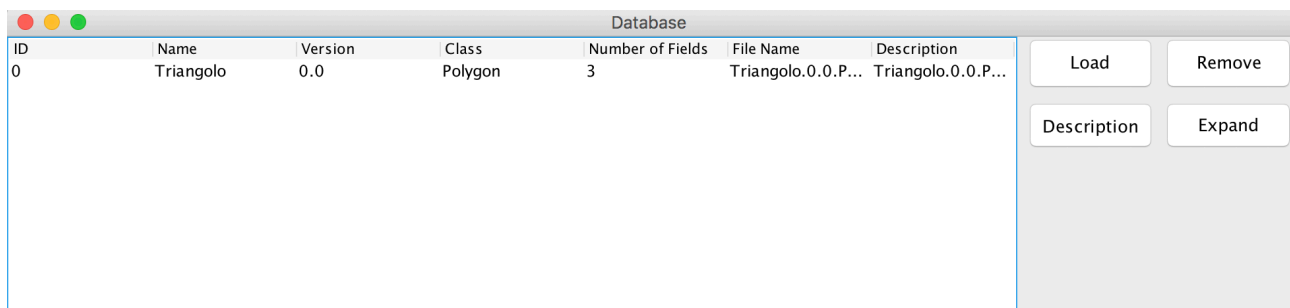 Database
ID Name Version Class Number of Fields File Name Description
0 Triangolo 0.0 Polygon 3 Triangolo.0.0.P... Triangolo.0.0.P...
Load Remove
Description Expand